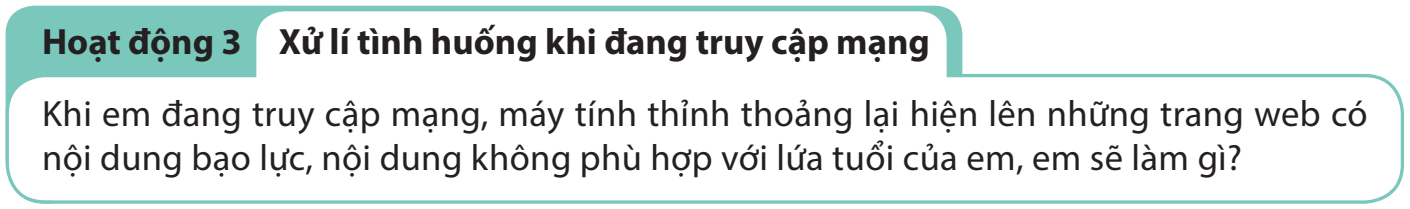 Hoạt động 3 Xử lí tình huống khi đang truy cập mạng
Khi em đang truy cập mạng, máy tính thỉnh thoảng lại hiện lên những trang web có
nội dung bạo lực, nội dung không phù hợp với lứa tuổi của em, em sẽ làm gì?